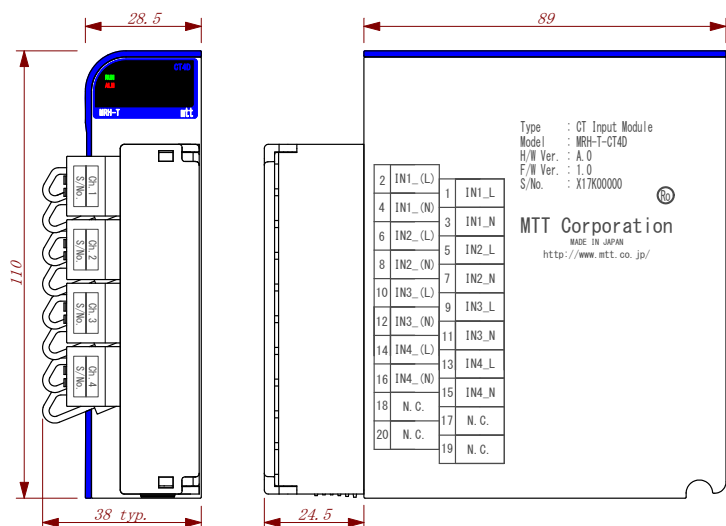 28.5
89
CT4D
RUN
ALM
MRH-T
mtt
110
Ch. 1
S/No.
Ch. 2
S/No.
Ch. 3
S/No.
Ch. 4
S/No.
38 typ.
24.5
2 IN1_(L)
4 IN1_(N)
6 IN2_(L)
8 IN2_(N)
10 IN3_(L)
12 IN3_(N)
14 IN4_(L)
16 IN4_(N)
18 N.C.
20 N.C.
1 IN1_L
3 IN1_N
5 IN2_L
7 IN2_N
9 IN3_L
11 IN3_N
13 IN4_L
15 IN4_N
17 N.C.
19 N.C.
Type : CT Input Module
Model : MRH-T-CT4D
H/W Ver. : A.0
F/W Ver. : 1.0
S/No. : X17K00000
Ro
MTT Corporation
MADE IN JAPAN
http://www.mtt.co.jp/